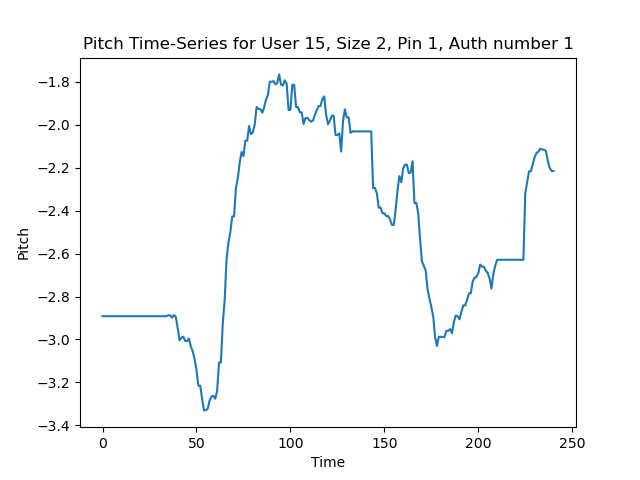 Pitch Time-Series for User 15, Size 2, Pin 1, Auth number 1
−1.8
−2.0
−2.2
−2.4
−2.6
−2.8
−3.0
−3.2
−3.4
Pitch
0 50 100 150 200 250
Time